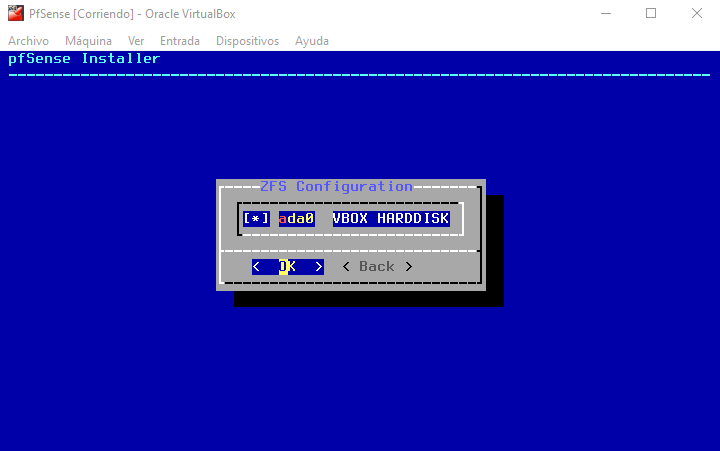 PfSense [Corriendo] - Oracle VirtualBox
Archivo Máquina Ver Entrada Dispositivos Ayuda
pfSense Installer
ZFS Configuration
[*] ada0 VBOX HARDDISK
< OK > < Back >